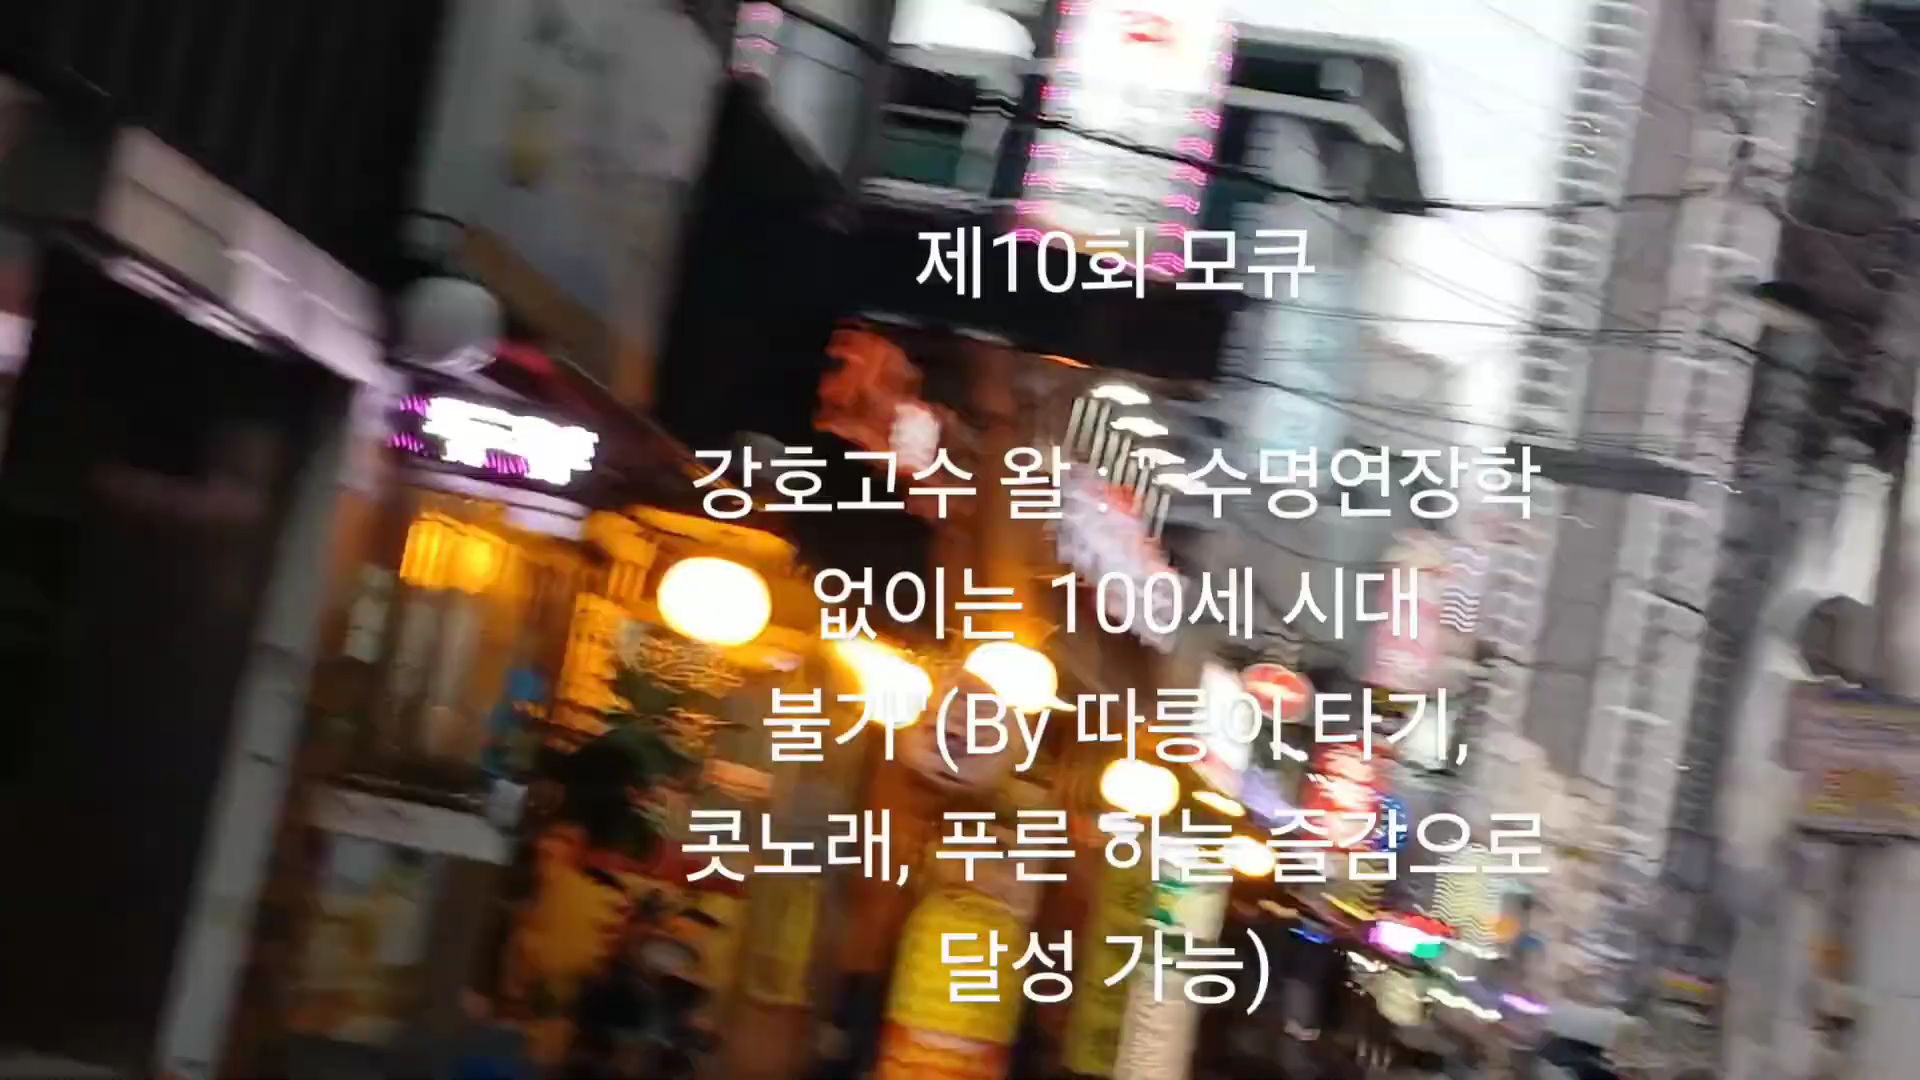 제10회 모큐
강호고수 왈 : " 수명연장학
없이는 100세 시대
불가"(By 따릉이 타기,
콧노래, 푸른 하늘 즐감으로
달성 가능)